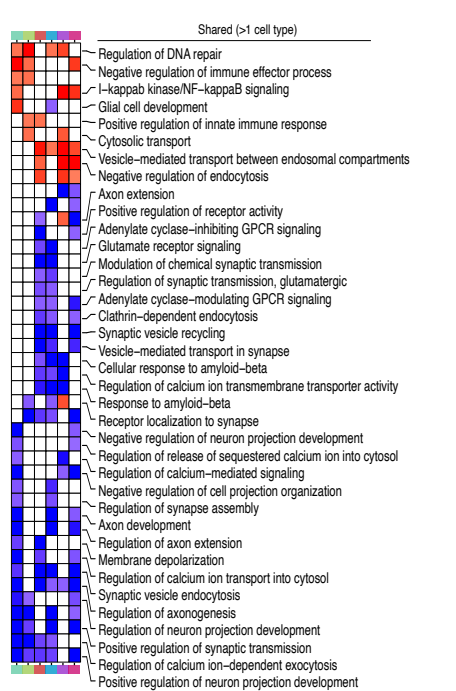 Shared (>1 cell type)
Regulation of DNA repair
Negative regulation of immune effector process
I−kappab kinase/NF−kappaB signaling
Glial cell development
Positive regulation of innate immune response
Cytosolic transport
Vesicle−mediated transport between endosomal compartments
Negative regulation of endocytosis
Axon extension
Positive regulation of receptor activity
Adenylate cyclase−inhibiting GPCR signaling
Glutamate receptor signaling
Modulation of chemical synaptic transmission
Regulation of synaptic transmission, glutamatergic
Adenylate cyclase−modulating GPCR signaling
Clathrin−dependent endocytosis
Synaptic vesicle recycling
Vesicle−mediated transport in synapse
Cellular response to amyloid−beta
Regulation of calcium ion transmembrane transporter activity
Response to amyloid−beta
Receptor localization to synapse
Negative regulation of neuron projection development
Regulation of release of sequestered calcium ion into cytosol
Regulation of calcium−mediated signaling
Negative regulation of cell projection organization
Regulation of synapse assembly
Axon development
Regulation of axon extension
Membrane depolarization
Regulation of calcium ion transport into cytosol
Synaptic vesicle endocytosis
Regulation of axonogenesis
Regulation of neuron projection development
Positive regulation of synaptic transmission
Regulation of calcium ion−dependent exocytosis
Positive regulation of neuron projection development